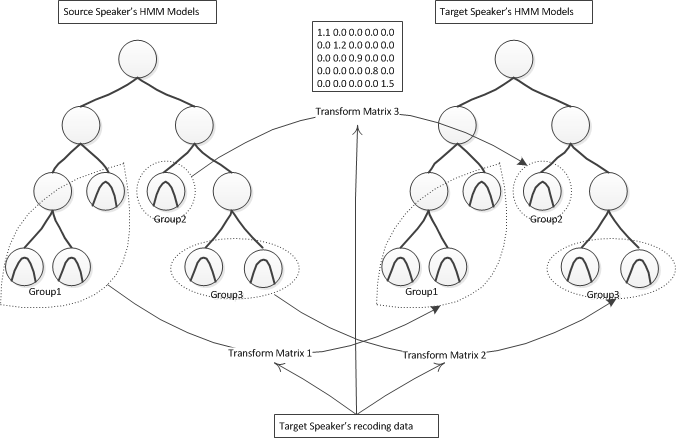 Source Speaker's HMM Models
Target Speaker's HMM Models
1.1 0.0 0.0 0.0 0.0
0.0 1.2 0.0 0.0 0.0
0.0 0.0 0.9 0.0 0.0
0.0 0.0 0.0 0.8 0.0
0.0 0.0 0.0 0.0 1.5
Transform Matrix 3
Group2
Group2
Group1
Group3
Group1
Group3
Transform Matrix 1
Transform Matrix 2
Target Speaker's recoding data